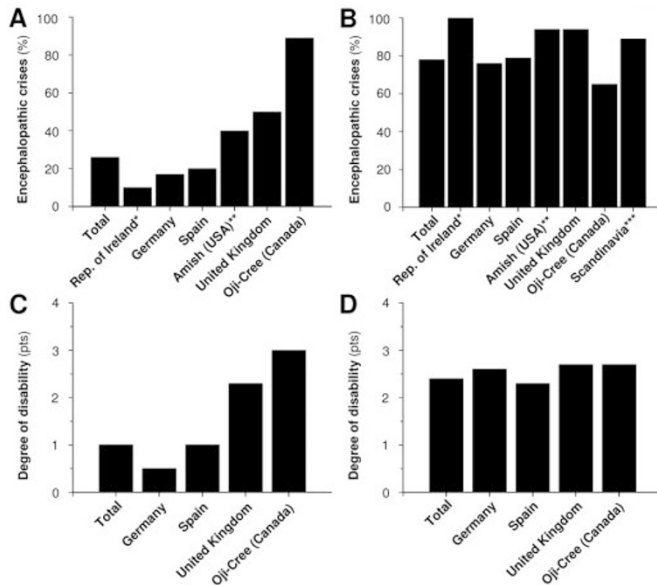 A
Encephalopathic crises (%)
100
80
60
40
20
0
Total
Rep. of Ireland*
Germany
Spain
Amish (USA)**
United Kingdom
Oji-Cree (Canada)
B
Encephalopathic crises (%)
100
80
60
40
20
0
Total
Rep. of Ireland*
Germany
Spain
Amish (USA)**
United Kingdom
Oji-Cree (Canada)
Scandinavia***
C
Degree of disability (pts)
4
3
2
1
0
Total
Germany
Spain
United Kingdom
Oji-Cree (Canada)
D
Degree of disability (pts)
4
3
2
1
0
Total
Germany
Spain
United Kingdom
Oji-Cree (Canada)